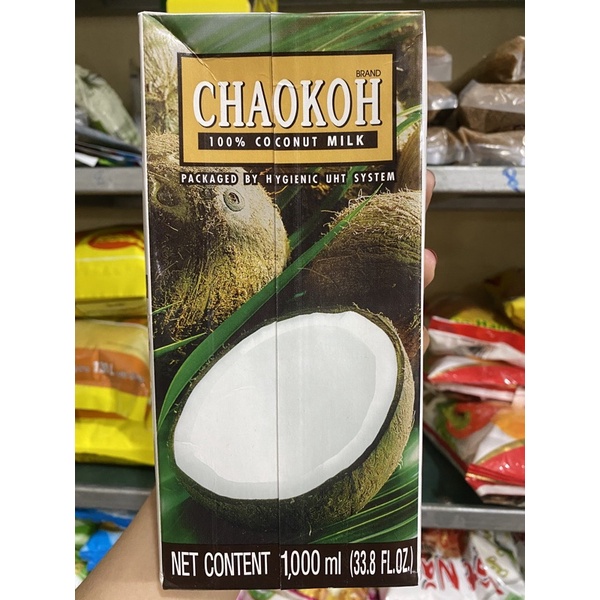 BRAND
CHAOKOH
100% COCONUT MILK
PACKAGED BY HYGIENIC UHT SYSTEM
NET CONTENT 1,000 ml (33.8 FL.OZ.)
8